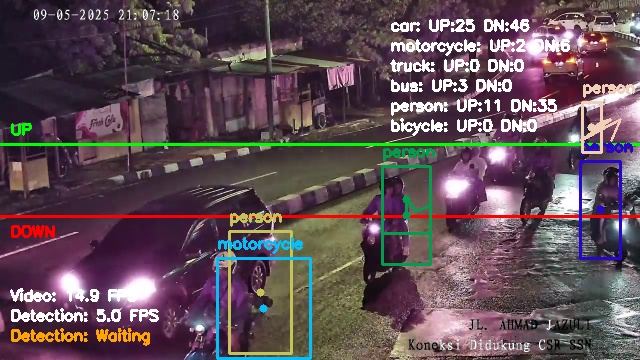 09-05-2025 21:07:18
car: UP:25 DN:46
motorcycle: UP:2 DN:6
truck: UP:0 DN:0
bus: UP:3 DN:0
person: UP:11 DN:35
bicycle: UP:0 DN:0
person
UP
person
person
Fresh
DOWN
person
motorcycle
Video: 14.9 FPS
Detection: 5.0 FPS
Detection: Waiting
JL. AHMAD JAZULI
Koneksi Didukung CSR SSN